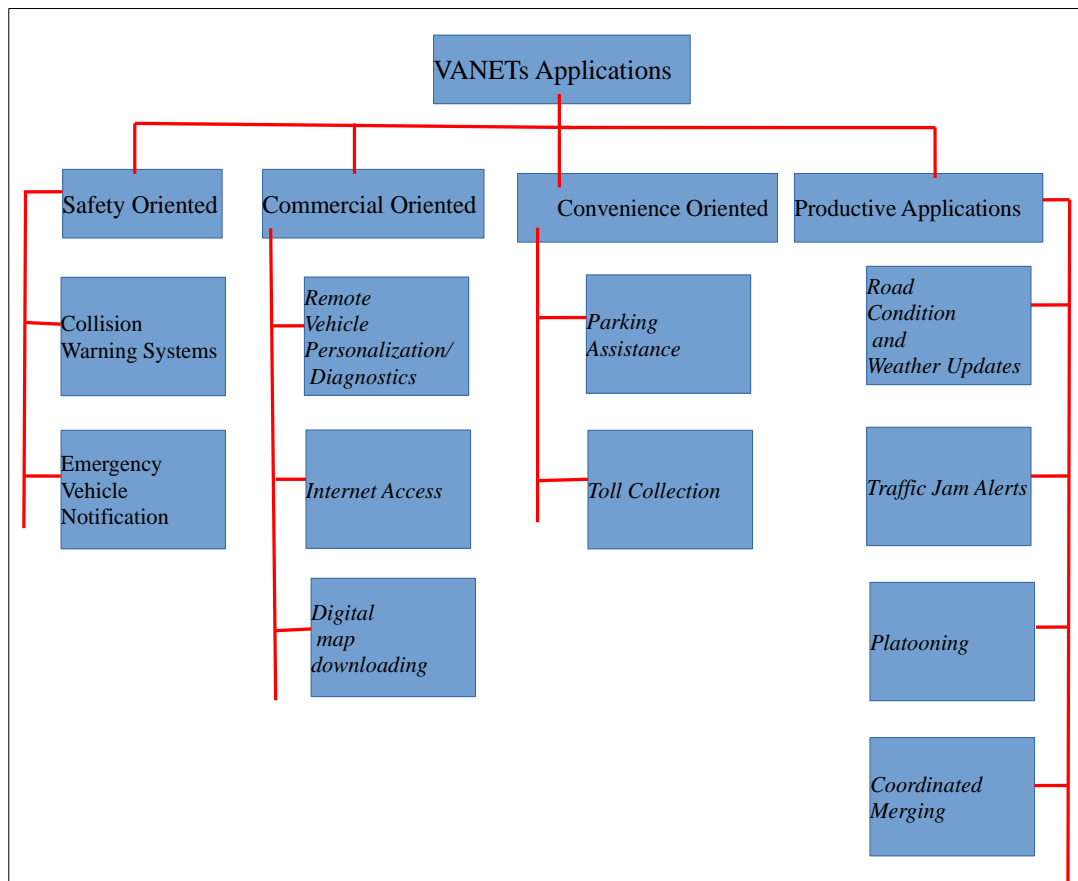 VANETs Applications
Safety Oriented
Commercial Oriented
Convenience Oriented
Productive Applications
Collision
Warning Systems
Emergency
Vehicle
Notification
Remote
Vehicle
Personalization/
Diagnostics
Internet Access
Digital
map
downloading
Parking
Assistance
Toll Collection
Road
Condition
and
Weather Updates
Traffic Jam Alerts
Platooning
Coordinated
Merging